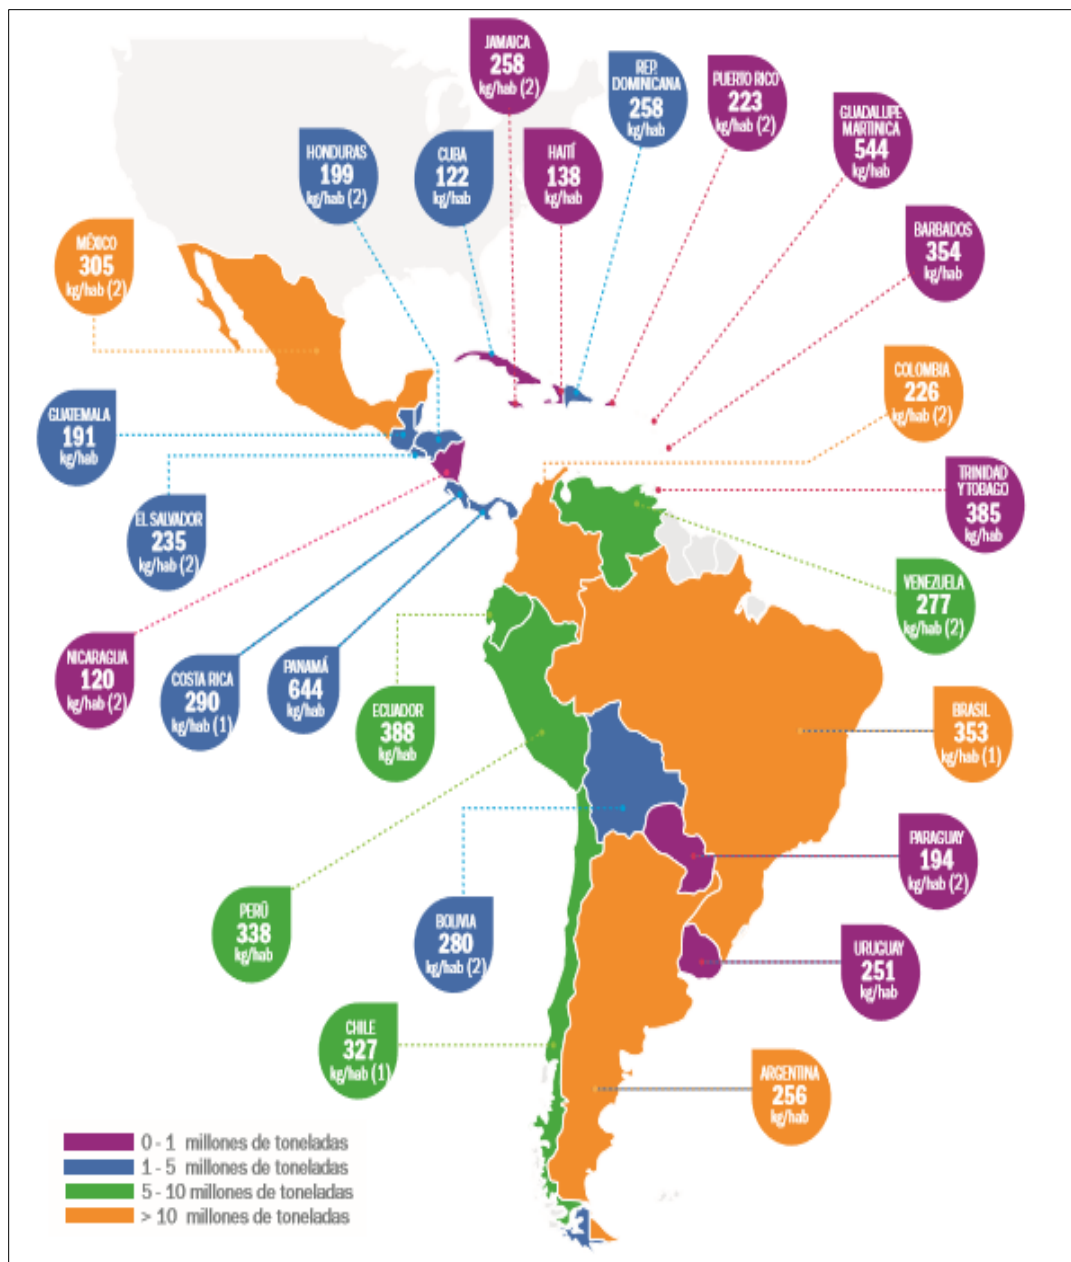 JAMAICA
258
kg/hab (2)
REP.
DOMINICANA
258
kg/hab
PUERTO RICO
223
kg/hab (2)
GUADALUPE
MARTINICA
544
kg/hab
HONDURAS
199
kg/hab (2)
CUBA
122
kg/hab
HAITÍ
138
kg/hab
BARBADOS
354
kg/hab
MÉXICO
305
kg/hab (2)
COLOMBIA
226
kg/hab (2)
GUATEMALA
191
kg/hab
TRINIDAD
Y TOBAGO
385
kg/hab
EL SALVADOR
235
kg/hab (2)
VENEZUELA
277
kg/hab (2)
NICARAGUA
120
kg/hab (2)
COSTA RICA
290
kg/hab (1)
PANAMÁ
644
kg/hab
ECUADOR
388
kg/hab
BRASIL
353
kg/hab (1)
PARAGUAY
194
kg/hab (2)
PERÚ
338
kg/hab
BOLIVIA
280
kg/hab (2)
URUGUAY
251
kg/hab
CHILE
327
kg/hab (1)
ARGENTINA
256
kg/hab
0 - 1 millones de toneladas
1 - 5 millones de toneladas
5 - 10 millones de toneladas
> 10 millones de toneladas